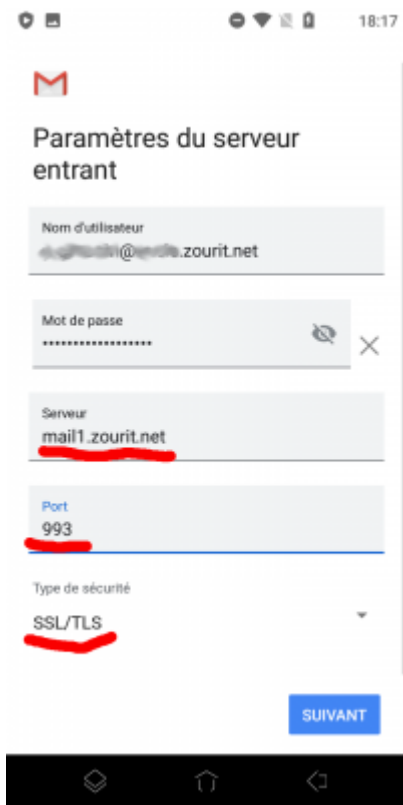 18:17
Paramètres du serveur
entrant
Nom d'utilisateur
.zourit.net
Mot de passe
••••••••••••••••••
Serveur
mail1.zourit.net
Port
993
Type de sécurité
SSL/TLS
SUIVANT